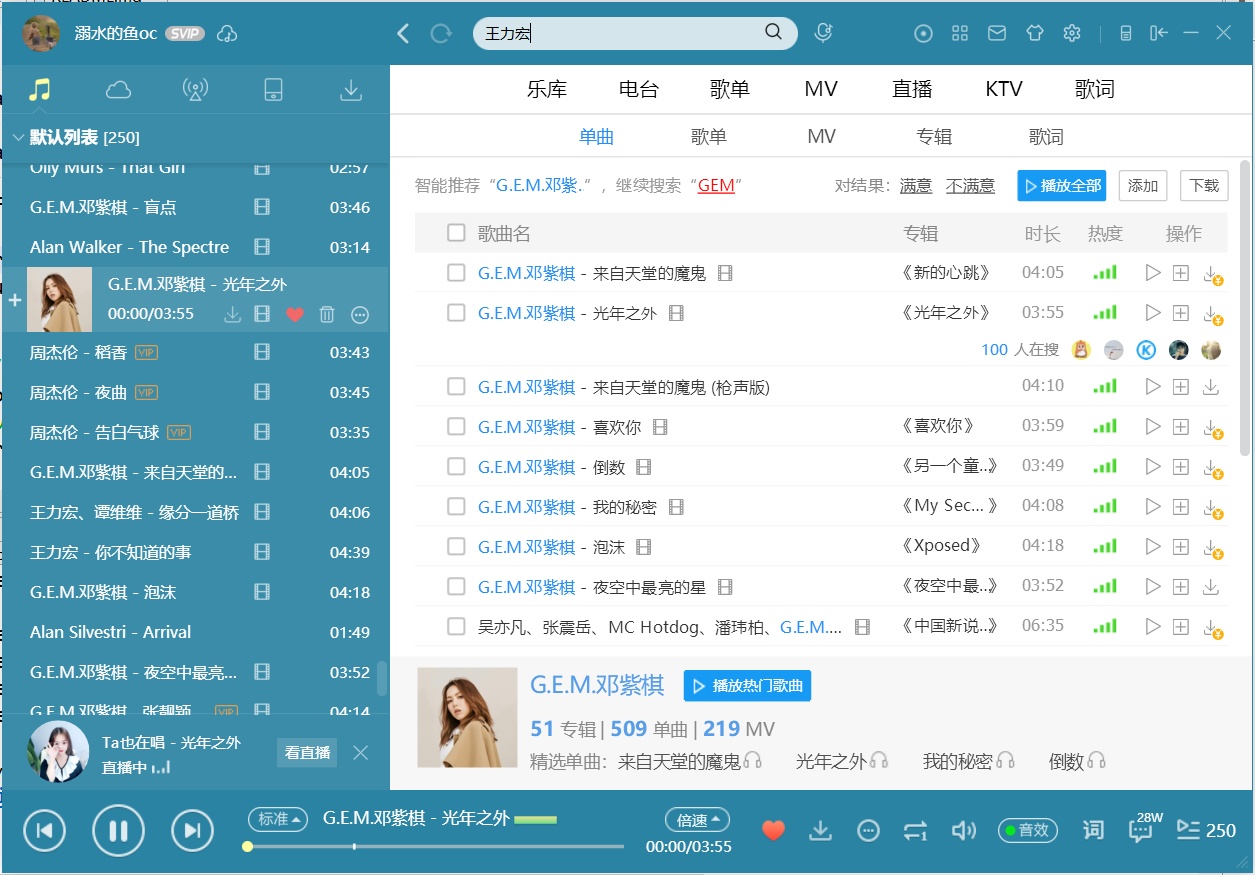 溺水的鱼oc SVIP
王力宏
乐库 电台 歌单 MV 直播 KTV 歌词
默认列表 [250]
单曲 歌单 MV 专辑 歌词
Olly Murs - That Girl 02:57
G.E.M.邓紫棋 - 盲点 03:46
Alan Walker - The Spectre 03:14
G.E.M.邓紫棋 - 光年之外
00:00/03:55
周杰伦 - 稻香 VIP 03:43
周杰伦 - 夜曲 VIP 03:45
周杰伦 - 告白气球 VIP 03:35
G.E.M.邓紫棋 - 来自天堂的... 04:05
王力宏、谭维维 - 缘分一道桥 04:06
王力宏 - 你不知道的事 04:39
G.E.M.邓紫棋 - 泡沫 04:18
Alan Silvestri - Arrival 01:49
G.E.M.邓紫棋 - 夜空中最亮... 03:52
G.E.M.邓紫棋、张靓颖 VIP 04:14
Ta也在唱 - 光年之外
直播中
看直播
智能推荐 “G.E.M.邓紫..” ，继续搜索 “GEM” 对结果： 满意 不满意 播放全部 添加 下载
歌曲名 专辑 时长 热度 操作
G.E.M.邓紫棋 - 来自天堂的魔鬼 《新的心跳》 04:05
G.E.M.邓紫棋 - 光年之外 《光年之外》 03:55
100 人在搜
G.E.M.邓紫棋 - 来自天堂的魔鬼 (枪声版) 04:10
G.E.M.邓紫棋 - 喜欢你 《喜欢你》 03:59
G.E.M.邓紫棋 - 倒数 《另一个童..》 03:49
G.E.M.邓紫棋 - 我的秘密 《My Sec... 》 04:08
G.E.M.邓紫棋 - 泡沫 《Xposed》 04:18
G.E.M.邓紫棋 - 夜空中最亮的星 《夜空中最..》 03:52
吴亦凡、张震岳、MC Hotdog、潘玮柏、G.E.M.... 《中国新说..》 06:35
G.E.M.邓紫棋 播放热门歌曲
51 专辑 | 509 单曲 | 219 MV
精选单曲： 来自天堂的魔鬼 光年之外 我的秘密 倒数
标准 G.E.M.邓紫棋 - 光年之外 倍速
00:00/03:55
音效 词 28W 250